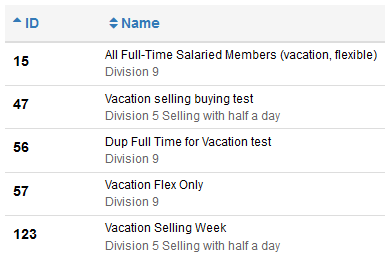 ID Name
15 All Full-Time Salaried Members (vacation, flexible)
Division 9
47 Vacation selling buying test
Division 5 Selling with half a day
56 Dup Full Time for Vacation test
Division 9
57 Vacation Flex Only
Division 9
123 Vacation Selling Week
Division 5 Selling with half a day